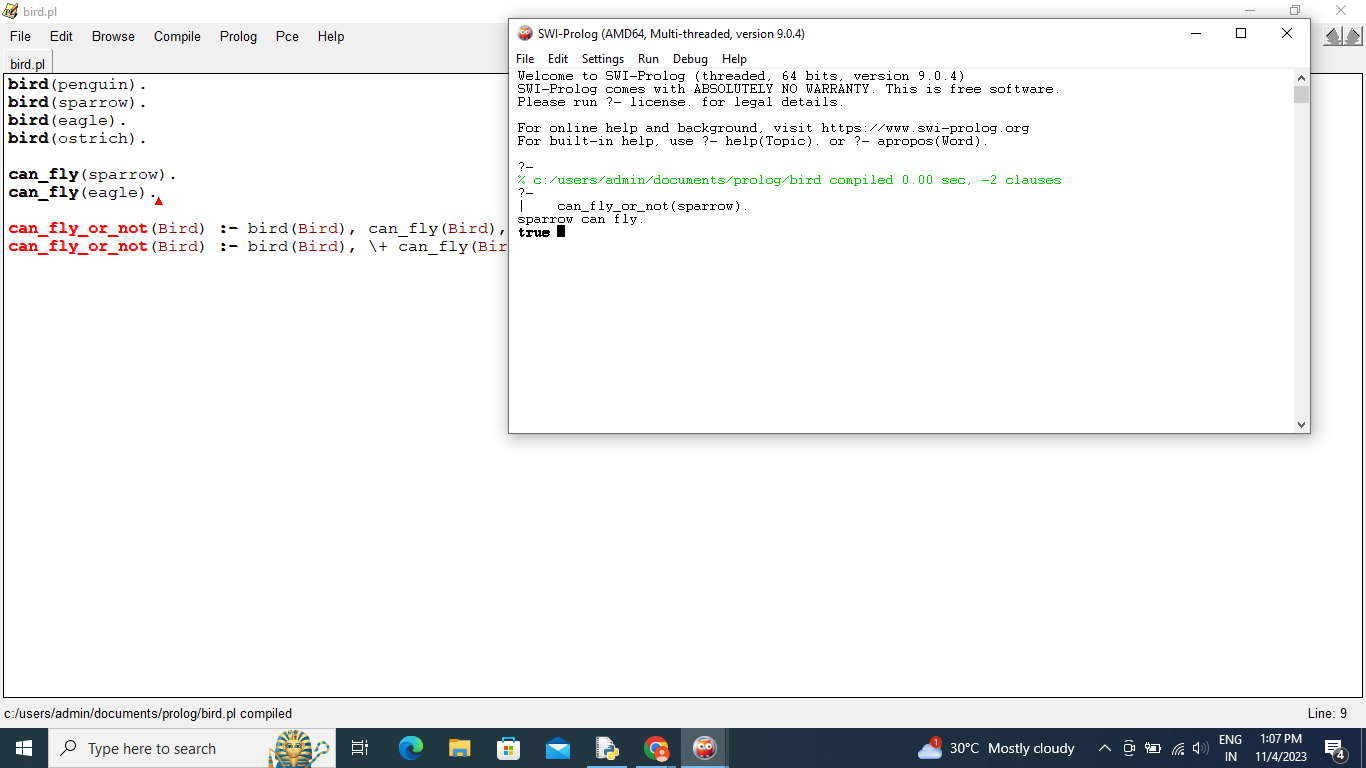 bird.pl
File Edit Browse Compile Prolog Pce Help
bird.pl
bird(penguin).
bird(sparrow).
bird(eagle).
bird(ostrich).
can_fly(sparrow).
can_fly(eagle).
can_fly_or_not(Bird) :- bird(Bird), can_fly(Bird),
can_fly_or_not(Bird) :- bird(Bird), \+ can_fly(Bir
SWI-Prolog (AMD64, Multi-threaded, version 9.0.4)
File Edit Settings Run Debug Help
Welcome to SWI-Prolog (threaded, 64 bits, version 9.0.4)
SWI-Prolog comes with ABSOLUTELY NO WARRANTY. This is free software.
Please run ?- license. for legal details.
For online help and background, visit https://www.swi-prolog.org
For built-in help, use ?- help(Topic). or ?- apropos(Word).
?-
% c:/users/admin/documents/prolog/bird compiled 0.00 sec, -2 clauses
?-
| can_fly_or_not(sparrow).
sparrow can fly.
true
c:/users/admin/documents/prolog/bird.pl compiled
Line: 9
Type here to search
1
30°C Mostly cloudy
ENG
IN
1:07 PM
11/4/2023
4